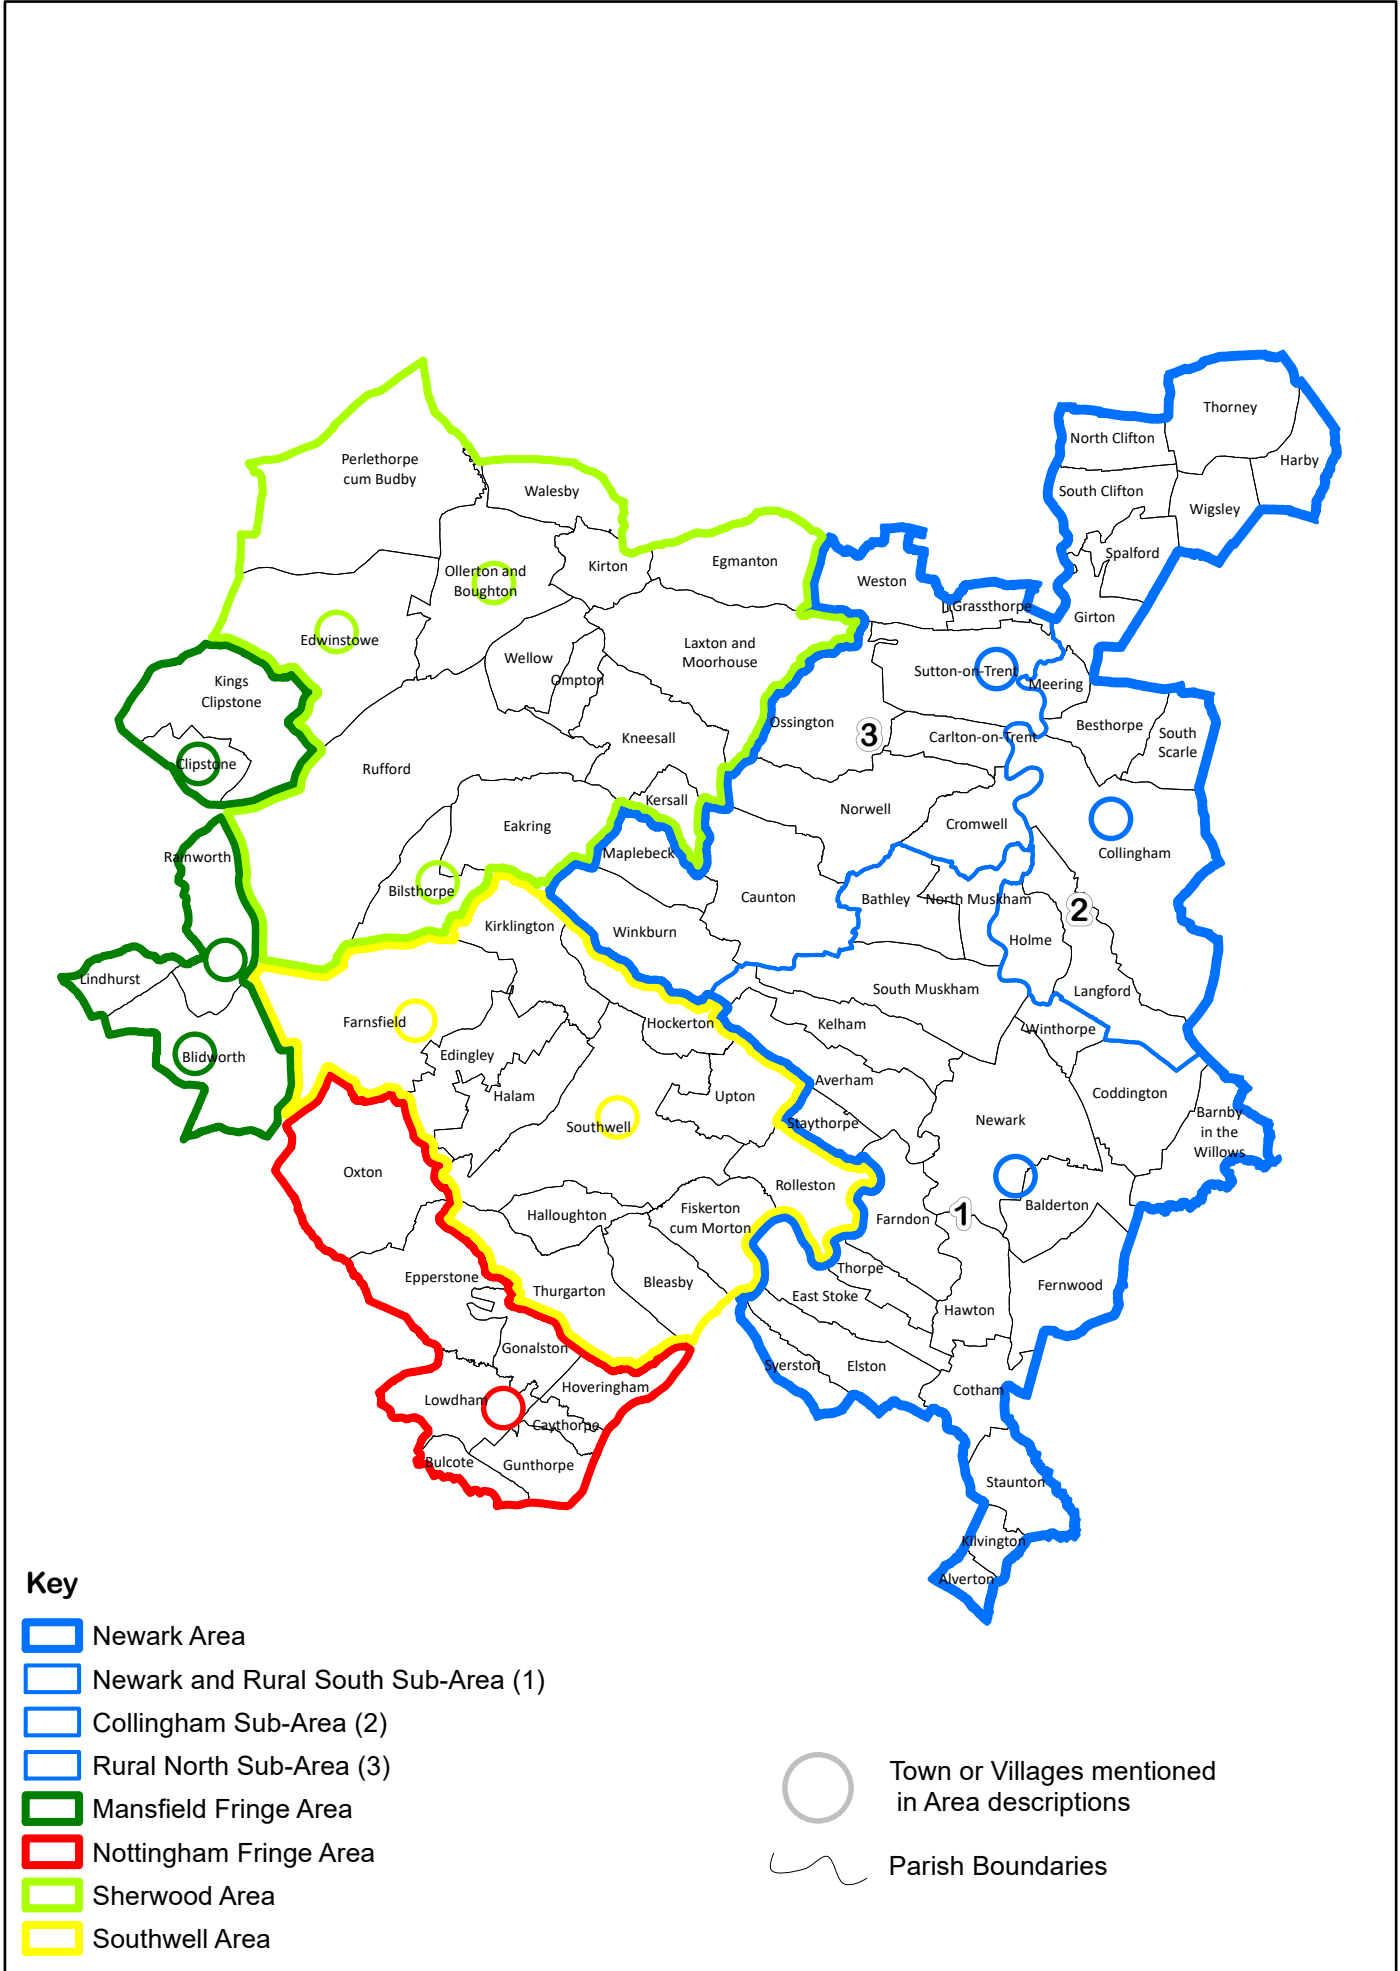 Thorney
North Clifton
Harby
Perlethorpe
cum Budby
Walesby
South Clifton
Wigsley
Spalford
Egmanton
Kirton
Ollerton and
Boughton
Weston
Grassthorpe
Girton
Edwinstowe
Laxton and
Moorhouse
Wellow
Ompton
Sutton-on-Trent
Meering
Kings
Clipstone
Ossington
3
Kneesall
Carlton-on-Trent
Besthorpe
South
Scarle
Clipstone
Rufford
Kersall
Norwell
Cromwell
Eakring
Maplebeck
Collingham
Rainworth
Bilsthorpe
Caunton
Bathley
North Muskham
2
Kirklington
Winkburn
Holme
Lindhurst
South Muskham
Langford
Farnsfield
Hockerton
Kelham
Winthorpe
Blidworth
Edingley
Halam
Upton
Averham
Coddington
Southwell
Staythorpe
Newark
Barnby
in the
Willows
Oxton
Rolleston
Halloughton
Fiskerton
cum Morton
Farndon
1
Balderton
Epperstone
Thurgarton
Bleasby
Thorpe
East Stoke
Hawton
Fernwood
Gonalston
Syerston
Elston
Cotham
Lowdham
Hoveringham
Caythorpe
Bulcote
Gunthorpe
Staunton
Kilvington
Alverton
Key
Newark Area
Newark and Rural South Sub-Area (1)
Collingham Sub-Area (2)
Rural North Sub-Area (3)
Mansfield Fringe Area
Nottingham Fringe Area
Sherwood Area
Southwell Area
Town or Villages mentioned
in Area descriptions
Parish Boundaries